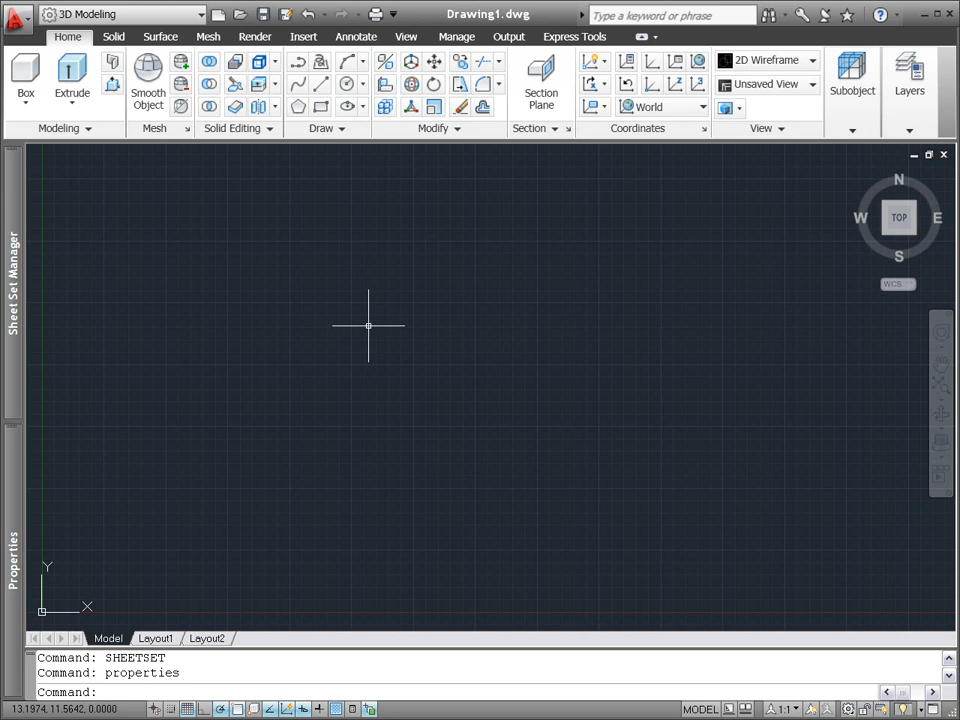 3D Modeling
Drawing1.dwg
Type a keyword or phrase
Home Solid Surface Mesh Render Insert Annotate View Manage Output Express Tools
Box
Extrude
Smooth Object
Section Plane
2D Wireframe
Unsaved View
World
Subobject
Layers
Modeling
Mesh
Solid Editing
Draw
Modify
Section
Coordinates
View
N
W
TOP
E
S
WCS
Sheet Set Manager
Properties
Y
X
Model Layout1 Layout2
Command: SHEETSET
Command: properties
Command:
13.1974, 11.5642, 0.0000
MODEL
1:1